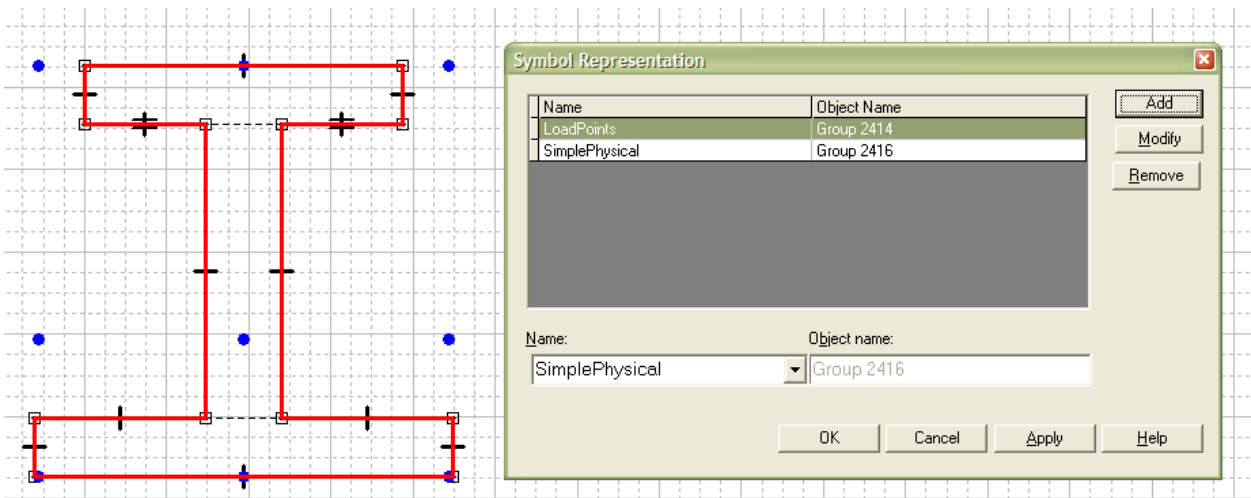 Symbol Representation
Name Object Name
LoadPoints Group 2414
SimplePhysical Group 2416
Add
Modify
Remove
Name: Object name:
SimplePhysical Group 2416
OK Cancel Apply Help